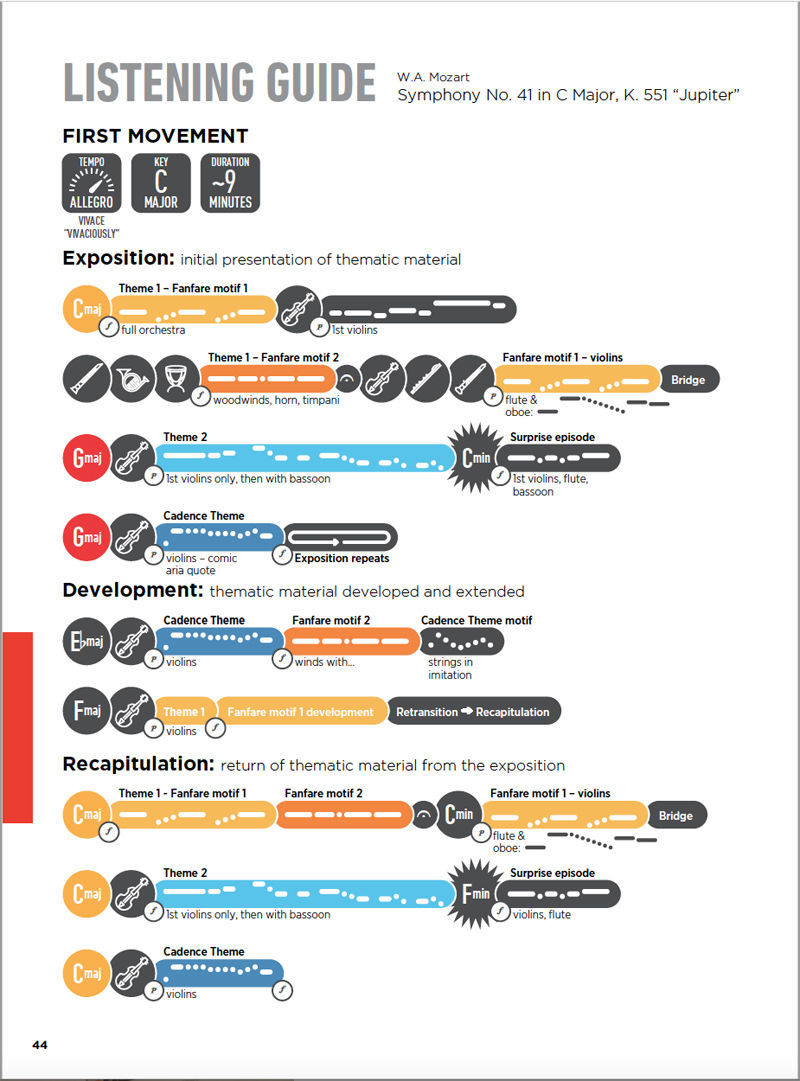 LISTENING GUIDE
W.A. Mozart
Symphony No. 41 in C Major, K. 551 “Jupiter”
FIRST MOVEMENT
TEMPO
ALLEGRO
VIVACE
“VIVACIOUSLY”
KEY
C
MAJOR
DURATION
~9
MINUTES
Exposition: initial presentation of thematic material
Theme 1 – Fanfare motif 1
Cmaj
f full orchestra
p 1st violins
Theme 1 – Fanfare motif 2
f woodwinds, horn, timpani
Fanfare motif 1 – violins
p flute &
oboe:
Bridge
Theme 2
Gmaj
p 1st violins only, then with bassoon
Cmin
Surprise episode
f 1st violins, flute,
bassoon
Cadence Theme
Gmaj
p violins – comic
aria quote
f Exposition repeats
Development: thematic material developed and extended
Cadence Theme
E♭maj
p violins
Fanfare motif 2
f winds with...
Cadence Theme motif
strings in
imitation
Fmaj
Theme 1
p violins
f
Fanfare motif 1 development
Retransition ➡ Recapitulation
Recapitulation: return of thematic material from the exposition
Theme 1 - Fanfare motif 1
Cmaj
f
Fanfare motif 2
Cmin
Fanfare motif 1 – violins
p flute &
oboe:
Bridge
Theme 2
Cmaj
f 1st violins only, then with bassoon
Fmin
Surprise episode
f violins, flute
Cadence Theme
Cmaj
p violins
f
44